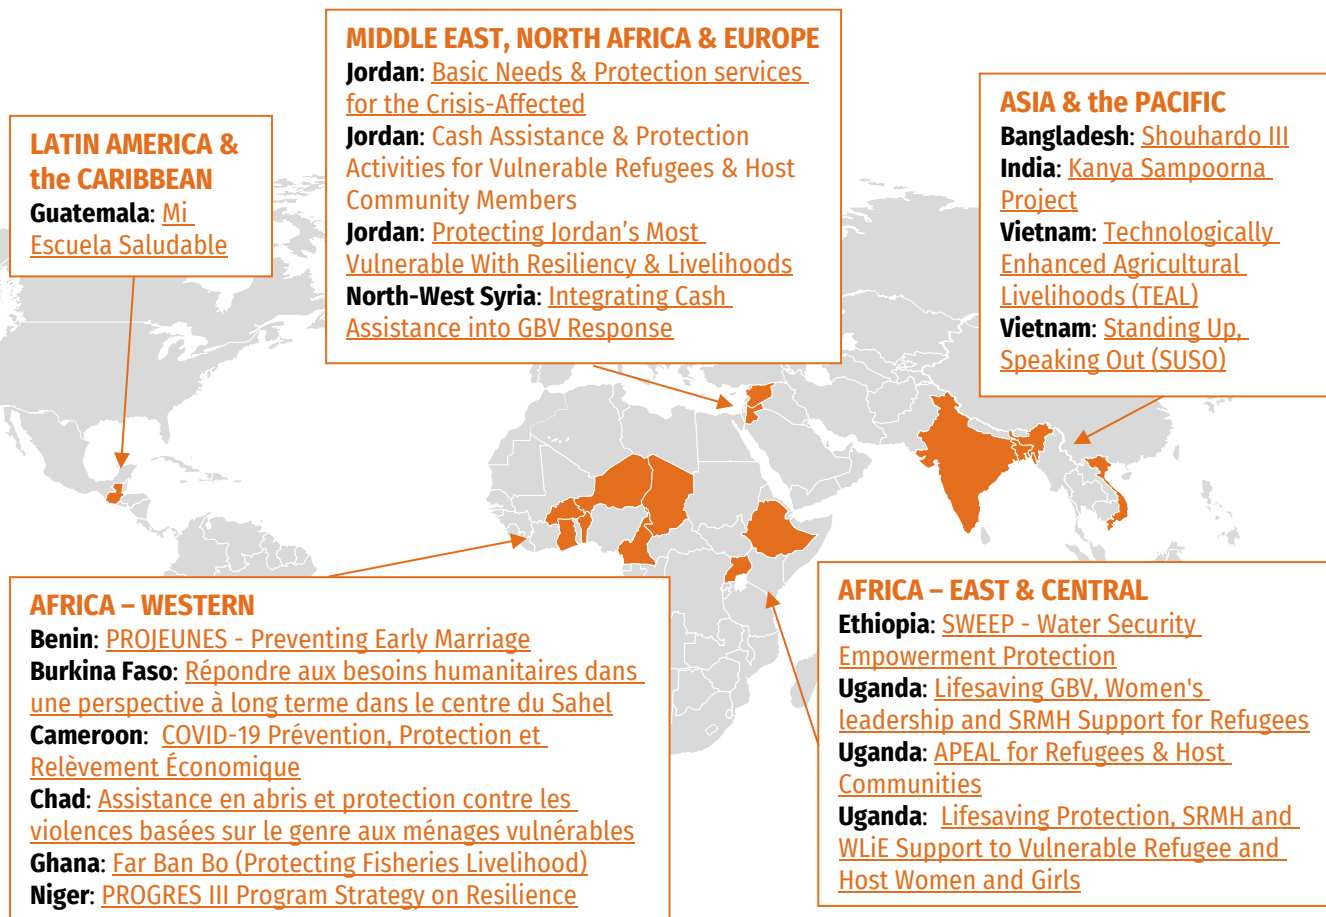 MIDDLE EAST, NORTH AFRICA & EUROPE
Jordan: Basic Needs & Protection services
for the Crisis-Affected
Jordan: Cash Assistance & Protection
Activities for Vulnerable Refugees & Host
Community Members
Jordan: Protecting Jordan’s Most
Vulnerable With Resiliency & Livelihoods
North-West Syria: Integrating Cash
Assistance into GBV Response
ASIA & the PACIFIC
Bangladesh: Shouhardo III
India: Kanya Sampoorna
Project
Vietnam: Technologically
Enhanced Agricultural
Livelihoods (TEAL)
Vietnam: Standing Up,
Speaking Out (SUSO)
LATIN AMERICA &
the CARIBBEAN
Guatemala: Mi
Escuela Saludable
AFRICA – WESTERN
Benin: PROJEUNES - Preventing Early Marriage
Burkina Faso: Répondre aux besoins humanitaires dans
une perspective à long terme dans le centre du Sahel
Cameroon: COVID-19 Prévention, Protection et
Relèvement Économique
Chad: Assistance en abris et protection contre les
violences basées sur le genre aux ménages vulnérables
Ghana: Far Ban Bo (Protecting Fisheries Livelihood)
Niger: PROGRES III Program Strategy on Resilience
AFRICA – EAST & CENTRAL
Ethiopia: SWEEP - Water Security
Empowerment Protection
Uganda: Lifesaving GBV, Women's
leadership and SRMH Support for Refugees
Uganda: APEAL for Refugees & Host
Communities
Uganda: Lifesaving Protection, SRMH and
WLiE Support to Vulnerable Refugee and
Host Women and Girls